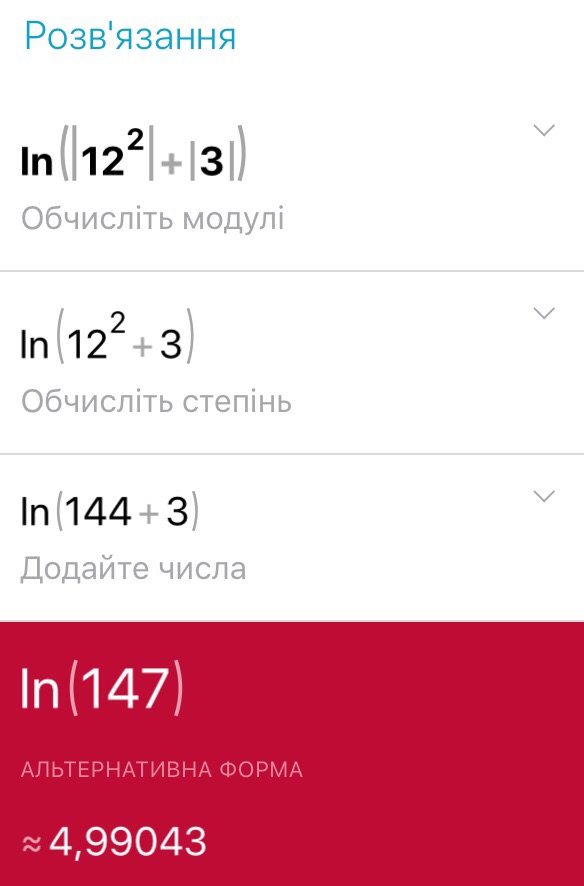 Розв'язання
ln(|12²|+|3|)
Обчисліть модулі
ln(12²+3)
Обчисліть степінь
ln(144+3)
Додайте числа
ln(147)
АЛЬТЕРНАТИВНА ФОРМА
≈ 4,99043